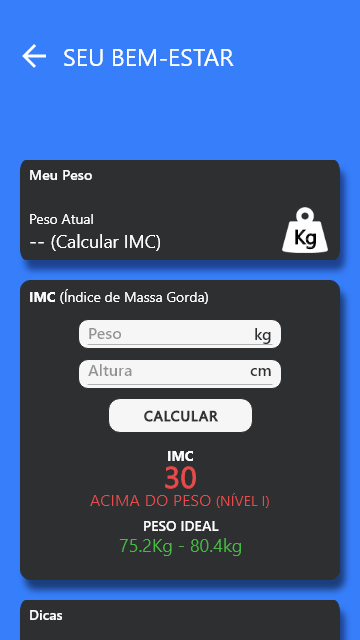 SEU BEM-ESTAR
Meu Peso
Peso Atual
-- (Calcular IMC)
Kg
IMC (Índice de Massa Gorda)
Peso kg
Altura cm
CALCULAR
IMC
30
ACIMA DO PESO (NÍVEL I)
PESO IDEAL
75.2Kg - 80.4kg
Dicas